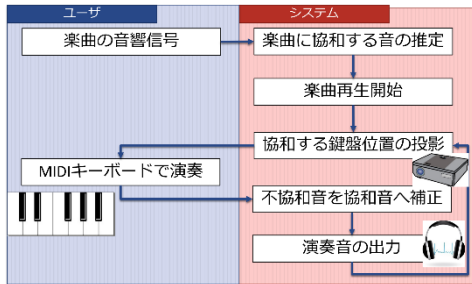 ユーザ
システム
楽曲の音響信号
楽曲に協和する音の推定
楽曲再生開始
協和する鍵盤位置の投影
MIDIキーボードで演奏
不協和音を協和音へ補正
演奏音の出力